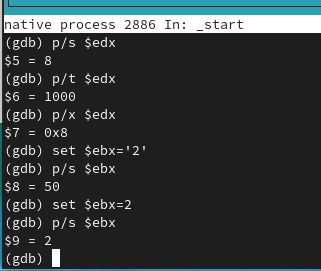 native process 2886 In: _start
(gdb) p/s $edx
$5 = 8
(gdb) p/t $edx
$6 = 1000
(gdb) p/x $edx
$7 = 0x8
(gdb) set $ebx='2'
(gdb) p/s $ebx
$8 = 50
(gdb) set $ebx=2
(gdb) p/s $ebx
$9 = 2
(gdb)